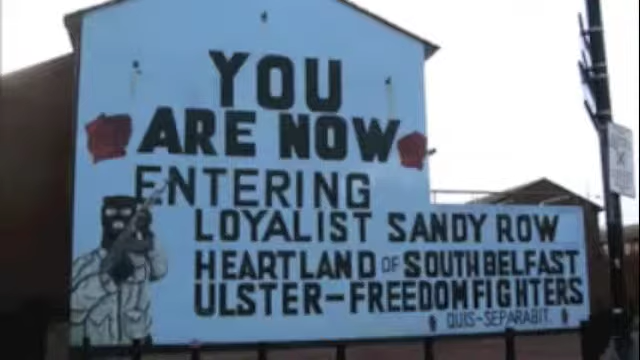 YOU
ARE NOW
ENTERING
LOYALIST SANDY ROW
HEARTLAND OF SOUTH BELFAST
ULSTER-FREEDOM FIGHTERS
QUIS-SEPARABIT.